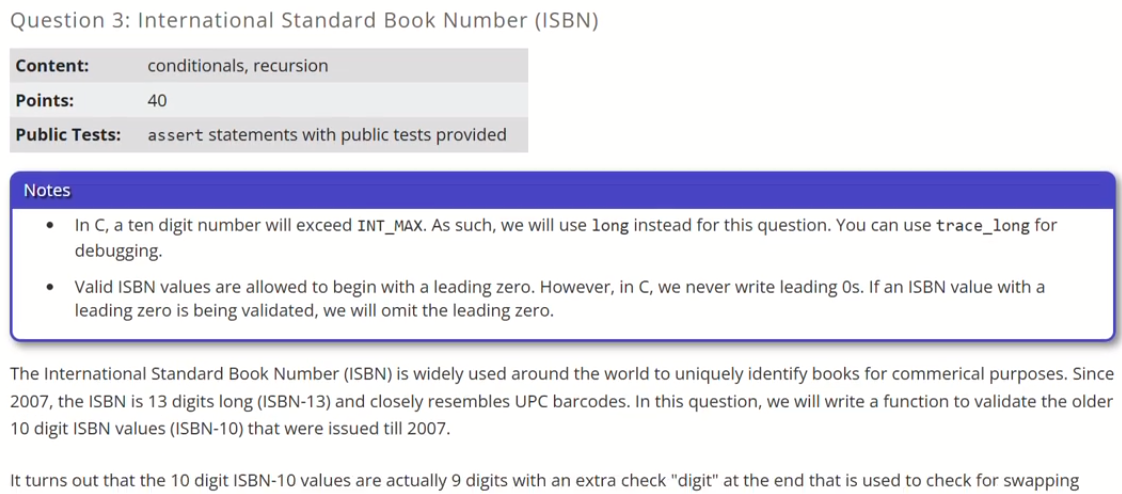 Question 3: International Standard Book Number (ISBN)
Content: conditionals, recursion
Points: 40
Public Tests: assert statements with public tests provided
Notes
• In C, a ten digit number will exceed INT_MAX. As such, we will use long instead for this question. You can use trace_long for
debugging.
• Valid ISBN values are allowed to begin with a leading zero. However, in C, we never write leading 0s. If an ISBN value with a
leading zero is being validated, we will omit the leading zero.
The International Standard Book Number (ISBN) is widely used around the world to uniquely identify books for commerical purposes. Since
2007, the ISBN is 13 digits long (ISBN-13) and closely resembles UPC barcodes. In this question, we will write a function to validate the older
10 digit ISBN values (ISBN-10) that were issued till 2007.
It turns out that the 10 digit ISBN-10 values are actually 9 digits with an extra check "digit" at the end that is used to check for swapping